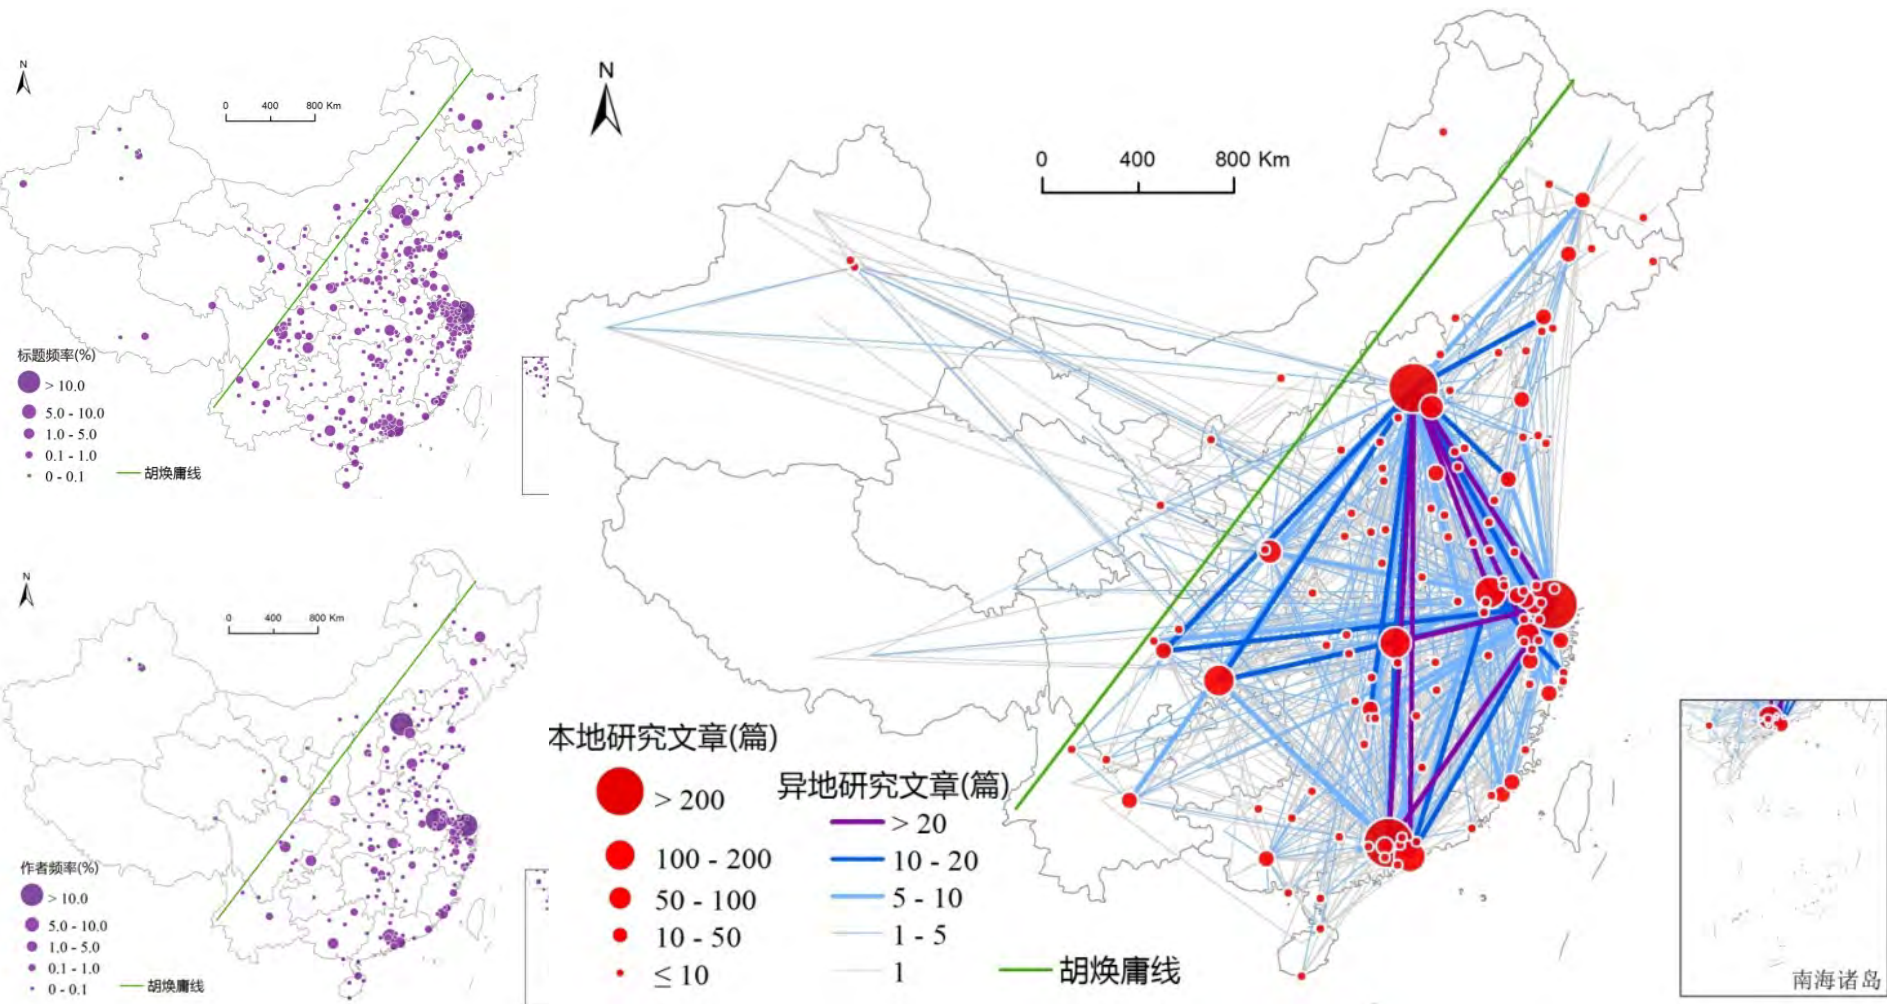 N
0 400 800 Km
标题频率(%)
> 10.0
5.0 - 10.0
1.0 - 5.0
0.1 - 1.0
0 - 0.1
胡焕庸线
N
0 400 800 Km
作者频率(%)
> 10.0
5.0 - 10.0
1.0 - 5.0
0.1 - 1.0
0 - 0.1
胡焕庸线
N
0 400 800 Km
本地研究文章(篇)
> 200
100 - 200
50 - 100
10 - 50
≤ 10
异地研究文章(篇)
> 20
10 - 20
5 - 10
1 - 5
1
胡焕庸线
南海诸岛